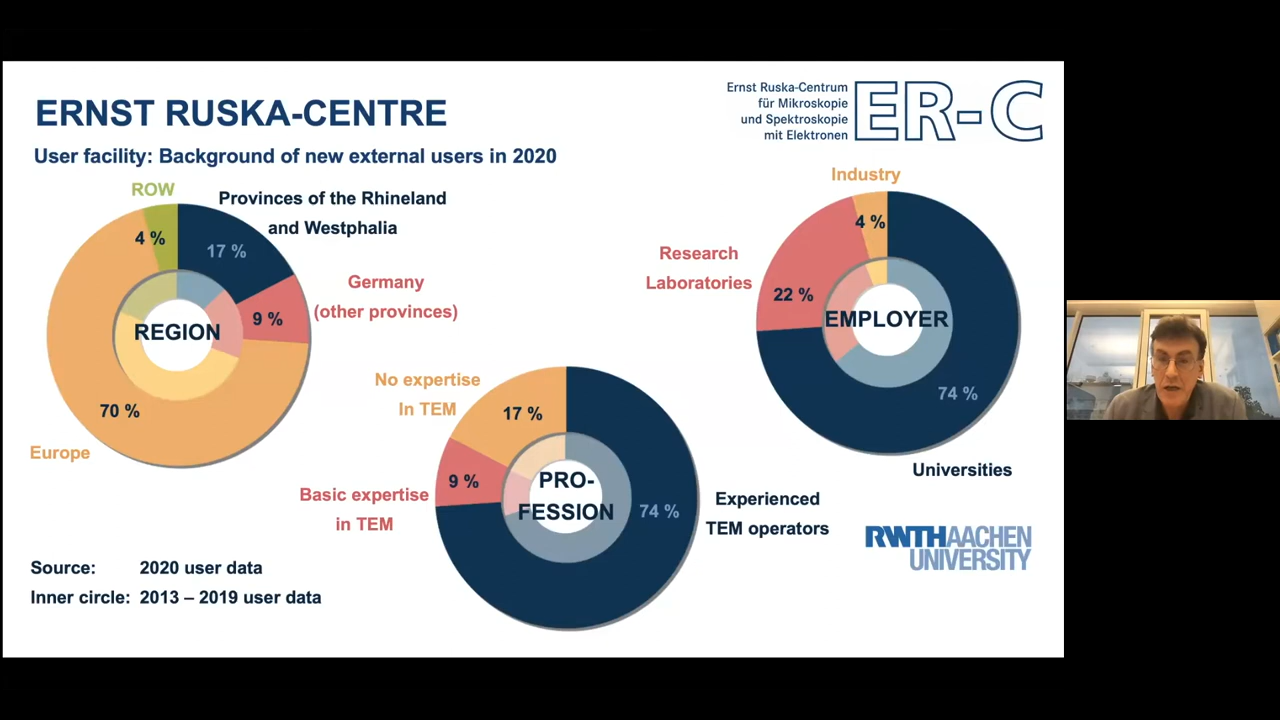 ERNST RUSKA-CENTRE
User facility: Background of new external users in 2020
Ernst Ruska-Centrum
für Mikroskopie
und Spektroskopie
mit Elektronen
ER-C
ROW
4 %
Provinces of the Rhineland
and Westphalia
17 %
Germany
(other provinces)
9 %
REGION
70 %
Europe
Industry
4 %
Research
Laboratories
22 %
EMPLOYER
74 %
Universities
No expertise
In TEM
17 %
Basic expertise
in TEM
9 %
PRO-
FESSION
74 %
Experienced
TEM operators
RWTHAACHEN
UNIVERSITY
Source: 2020 user data
Inner circle: 2013 – 2019 user data